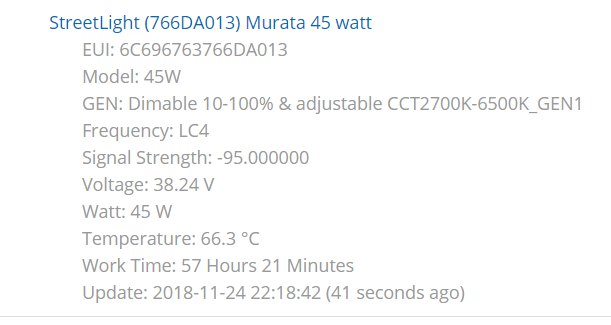 StreetLight (766DA013) Murata 45 watt
EUI: 6C696763766DA013
Model: 45W
GEN: Dimable 10-100% & adjustable CCT2700K-6500K_GEN1
Frequency: LC4
Signal Strength: -95.000000
Voltage: 38.24 V
Watt: 45 W
Temperature: 66.3 °C
Work Time: 57 Hours 21 Minutes
Update: 2018-11-24 22:18:42 (41 seconds ago)